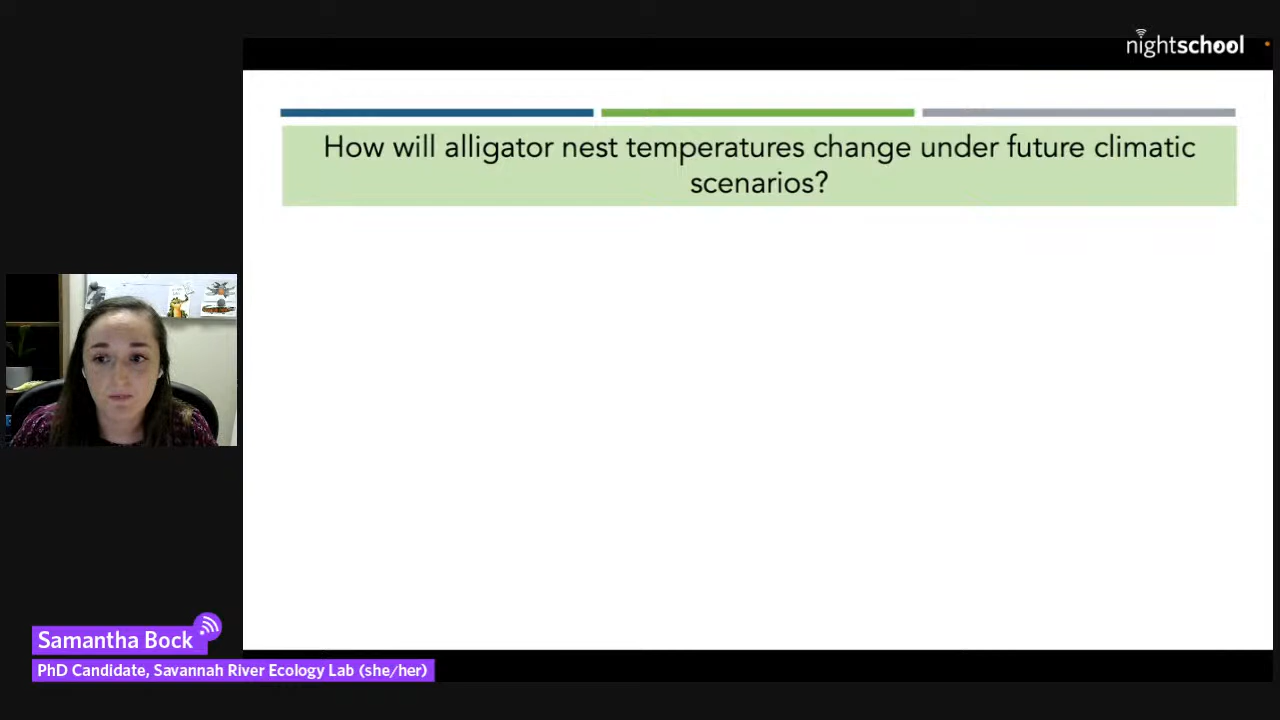 nightschool
How will alligator nest temperatures change under future climatic
scenarios?
Samantha Bock
PhD Candidate, Savannah River Ecology Lab (she/her)